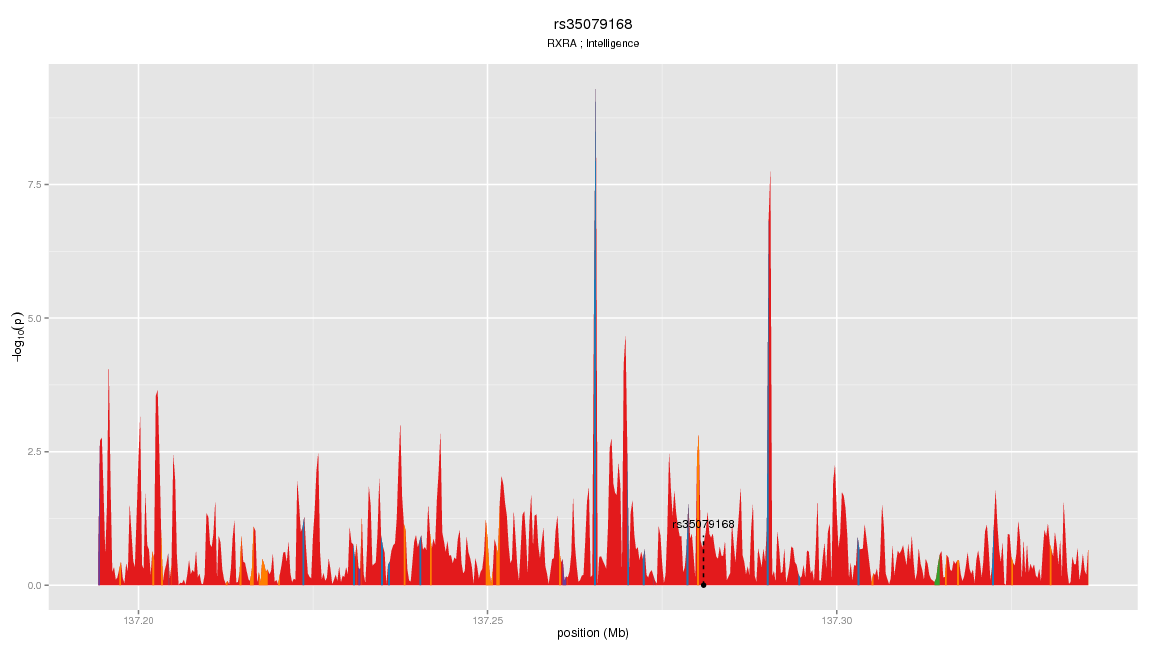 rs35079168
RXRA ; Intelligence
7.5
5.0
2.5
0.0
−log10(p)
rs35079168
137.20
137.25
137.30
position (Mb)